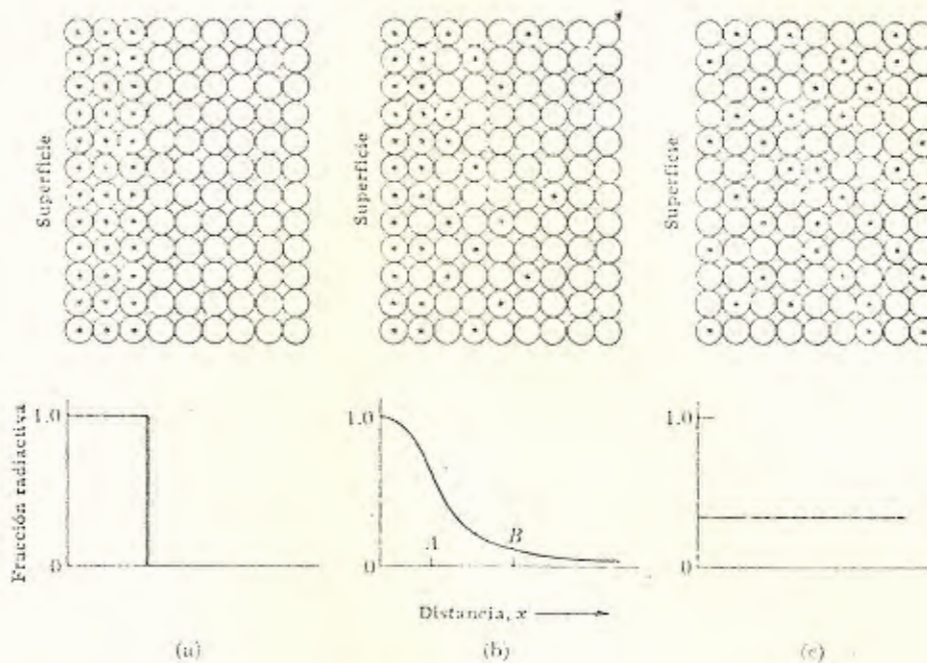 Superficie
Superficie
Superficie
Fracción radiactiva
1.0
0
1.0
0
A
B
1.0
0
Distancia, x
(a)
(b)
(c)